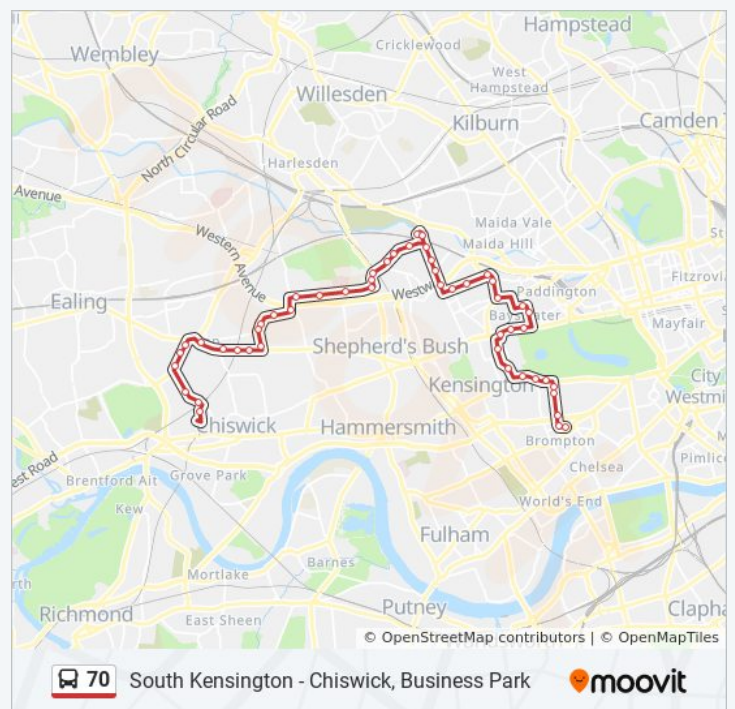 Hampstead
Cricklewood
Wembley
West
Hampstead
Willesden
North Circular Road
Kilburn
Camden
Harlesden
Avenue
Maida Vale
Maida Hill
St
Western Avenue
Fitzrovia
Paddington
Westw
Ealing
Bayswater
Mayfair
Shepherd's Bush
Kensington
City
Westmi
Chiswick
Hammersmith
Brompton
est Road
Grove Park
Chelsea
Pimlic
Brentford Ait
World's End
Kew
Fulham
Barnes
Mortlake
rth
Putney
Clapha
Richmond
East Sheen
© OpenStreetMap contributors | © OpenMapTiles
70 South Kensington - Chiswick, Business Park moovit